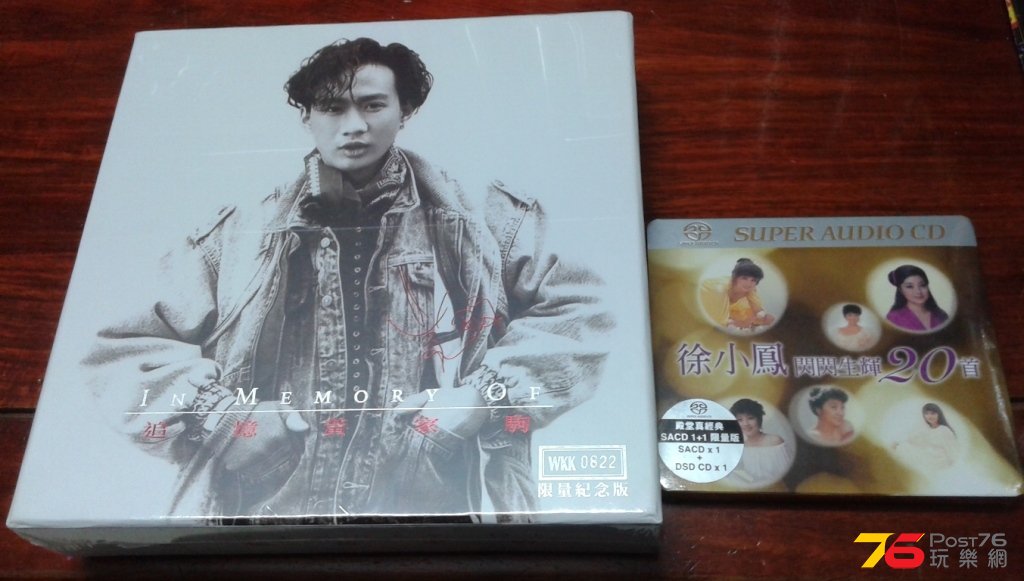 IN MEMORY OF
追憶黃家駒
WKK 0822
限量紀念版
SUPER AUDIO CD
徐小鳳 閃閃生輝20首
殿堂真經典
SACD 1+1 限量版
SACD x 1
+
DSD CD x 1
76 POST76
玩樂網